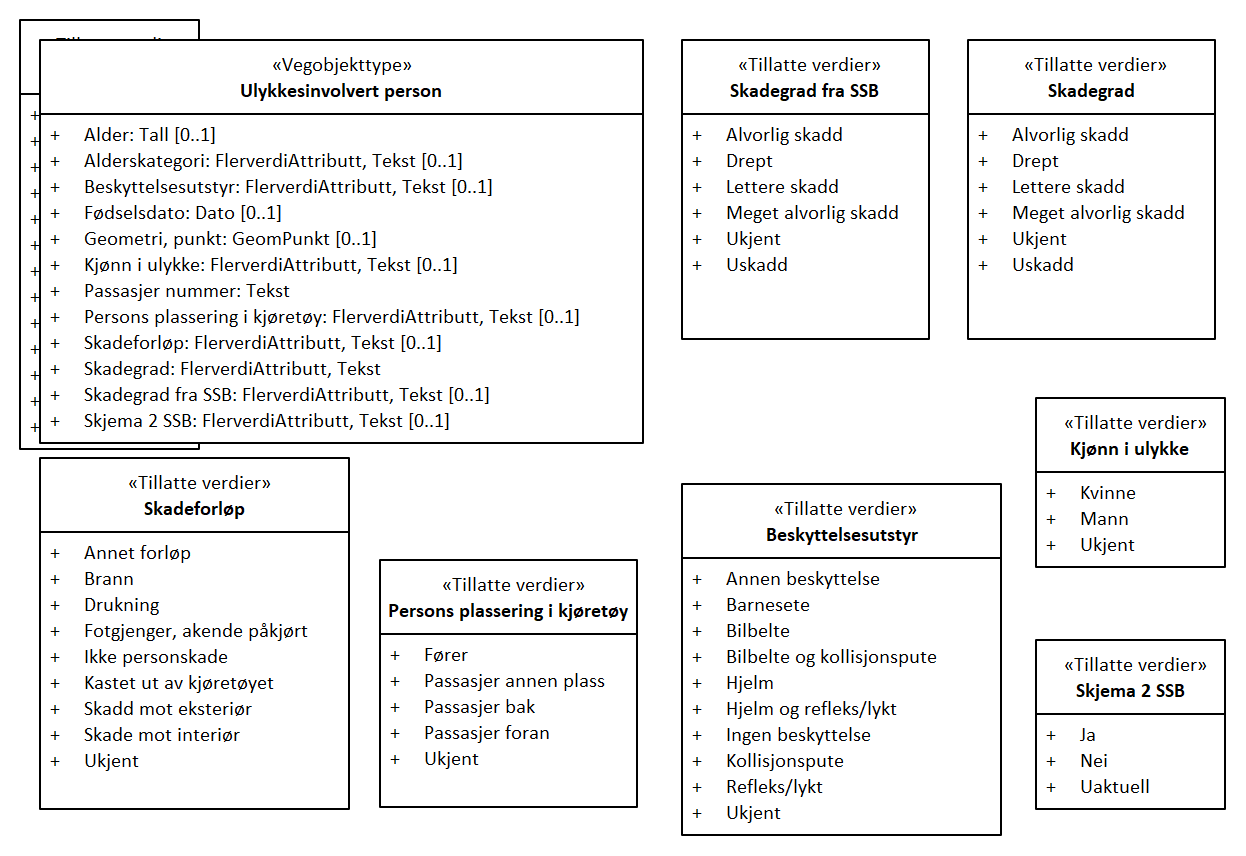 «Vegobjekttype»
Ulykkesinvolvert person
+ Alder: Tall [0..1]
+ Alderskategori: FlerverdiAttributt, Tekst [0..1]
+ Beskyttelsesutstyr: FlerverdiAttributt, Tekst [0..1]
+ Fødselsdato: Dato [0..1]
+ Geometri, punkt: GeomPunkt [0..1]
+ Kjønn i ulykke: FlerverdiAttributt, Tekst [0..1]
+ Passasjer nummer: Tekst
+ Persons plassering i kjøretøy: FlerverdiAttributt, Tekst [0..1]
+ Skadeforløp: FlerverdiAttributt, Tekst [0..1]
+ Skadegrad: FlerverdiAttributt, Tekst
+ Skadegrad fra SSB: FlerverdiAttributt, Tekst [0..1]
+ Skjema 2 SSB: FlerverdiAttributt, Tekst [0..1]
«Tillatte verdier»
Skadegrad fra SSB
+ Alvorlig skadd
+ Drept
+ Lettere skadd
+ Meget alvorlig skadd
+ Ukjent
+ Uskadd
«Tillatte verdier»
Skadegrad
+ Alvorlig skadd
+ Drept
+ Lettere skadd
+ Meget alvorlig skadd
+ Ukjent
+ Uskadd
«Tillatte verdier»
Kjønn i ulykke
+ Kvinne
+ Mann
+ Ukjent
«Tillatte verdier»
Skadeforløp
+ Annet forløp
+ Brann
+ Drukning
+ Fotgjenger, akende påkjørt
+ Ikke personskade
+ Kastet ut av kjøretøyet
+ Skadd mot eksteriør
+ Skade mot interiør
+ Ukjent
«Tillatte verdier»
Persons plassering i kjøretøy
+ Fører
+ Passasjer annen plass
+ Passasjer bak
+ Passasjer foran
+ Ukjent
«Tillatte verdier»
Beskyttelsesutstyr
+ Annen beskyttelse
+ Barnesete
+ Bilbelte
+ Bilbelte og kollisjonspute
+ Hjelm
+ Hjelm og refleks/lykt
+ Ingen beskyttelse
+ Kollisjonspute
+ Refleks/lykt
+ Ukjent
«Tillatte verdier»
Skjema 2 SSB
+ Ja
+ Nei
+ Uaktuell